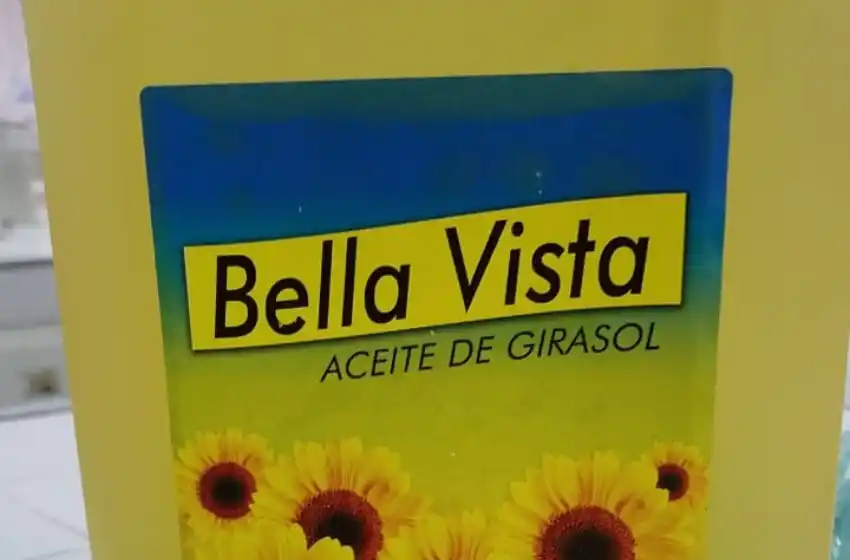 Bella Vista
ACEITE DE GIRASOL